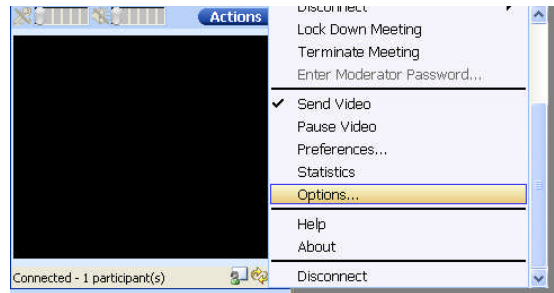 Disconnect
Actions
Lock Down Meeting
Terminate Meeting
Enter Moderator Password...
Send Video
Pause Video
Preferences...
Statistics
Options...
Help
About
Connected - 1 participant(s)
Disconnect